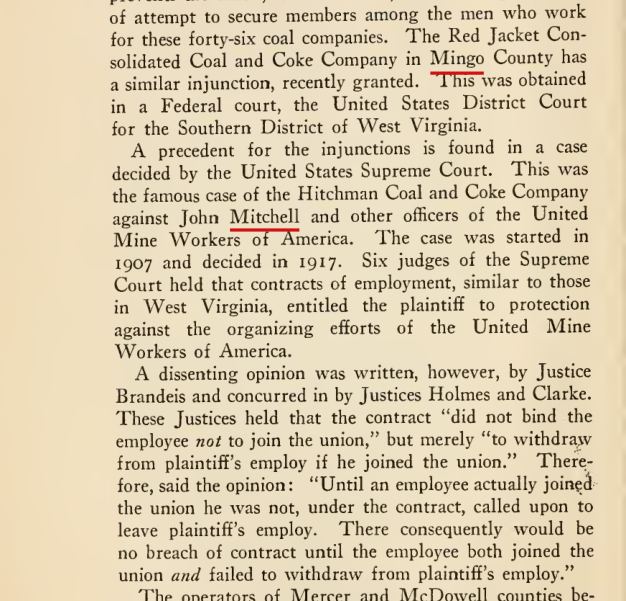 of attempt to secure members among the men who work
for these forty-six coal companies. The Red Jacket Con-
solidated Coal and Coke Company in Mingo County has
a similar injunction, recently granted. This was obtained
in a Federal court, the United States District Court
for the Southern District of West Virginia.
A precedent for the injunctions is found in a case
decided by the United States Supreme Court. This was
the famous case of the Hitchman Coal and Coke Company
against John Mitchell and other officers of the United
Mine Workers of America. The case was started in
1907 and decided in 1917. Six judges of the Supreme
Court held that contracts of employment, similar to those
in West Virginia, entitled the plaintiff to protection
against the organizing efforts of the United Mine
Workers of America.
A dissenting opinion was written, however, by Justice
Brandeis and concurred in by Justices Holmes and Clarke.
These Justices held that the contract "did not bind the
employee not to join the union," but merely "to withdraw
from plaintiff's employ if he joined the union." There-
fore, said the opinion: "Until an employee actually joined
the union he was not, under the contract, called upon to
leave plaintiff's employ. There consequently would be
no breach of contract until the employee both joined the
union and failed to withdraw from plaintiff's employ."
The operators of Mercer and McDowell counties be-